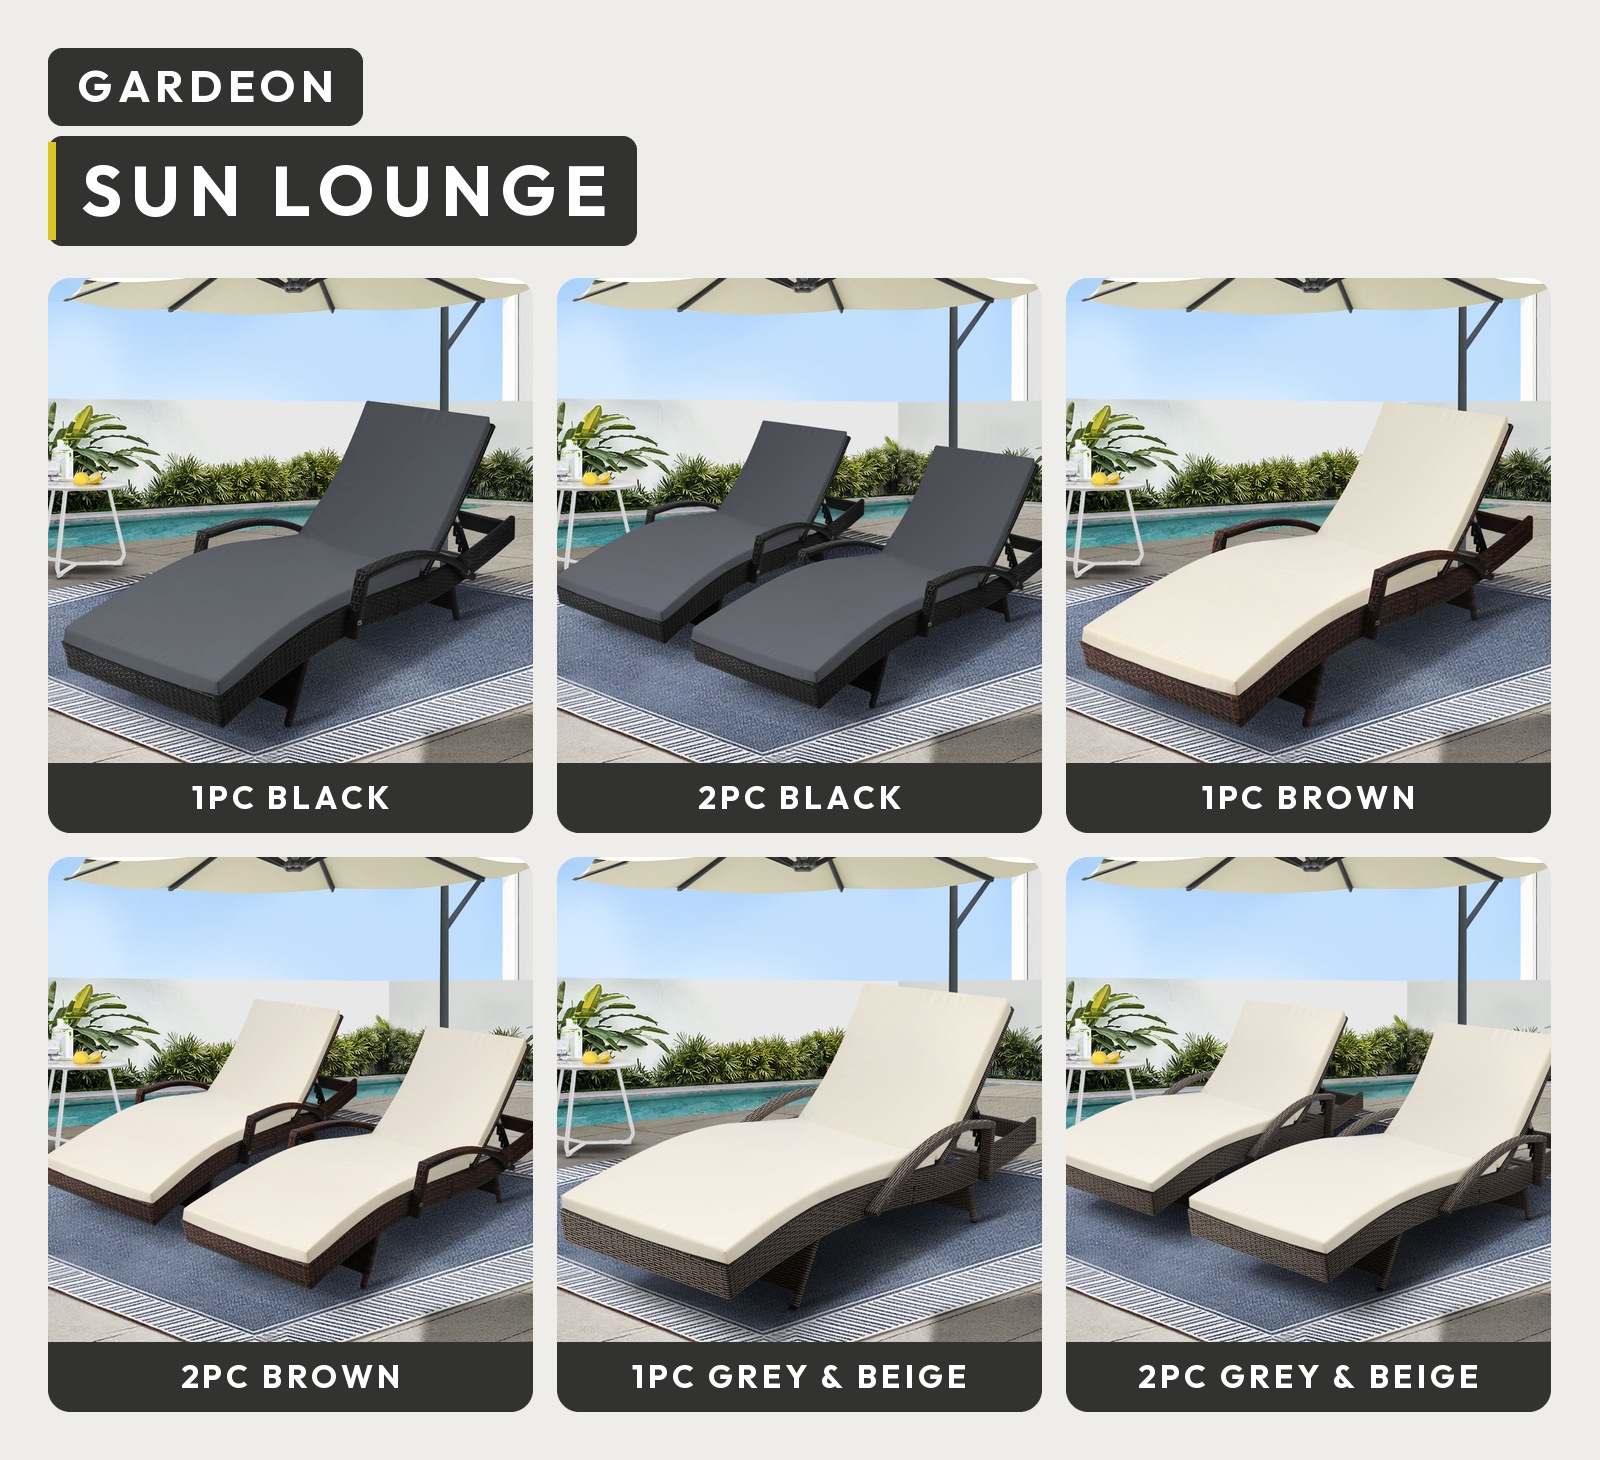 GARDEON
SUN LOUNGE
1PC BLACK
2PC BLACK
1PC BROWN
2PC BROWN
1PC GREY & BEIGE
2PC GREY & BEIGE